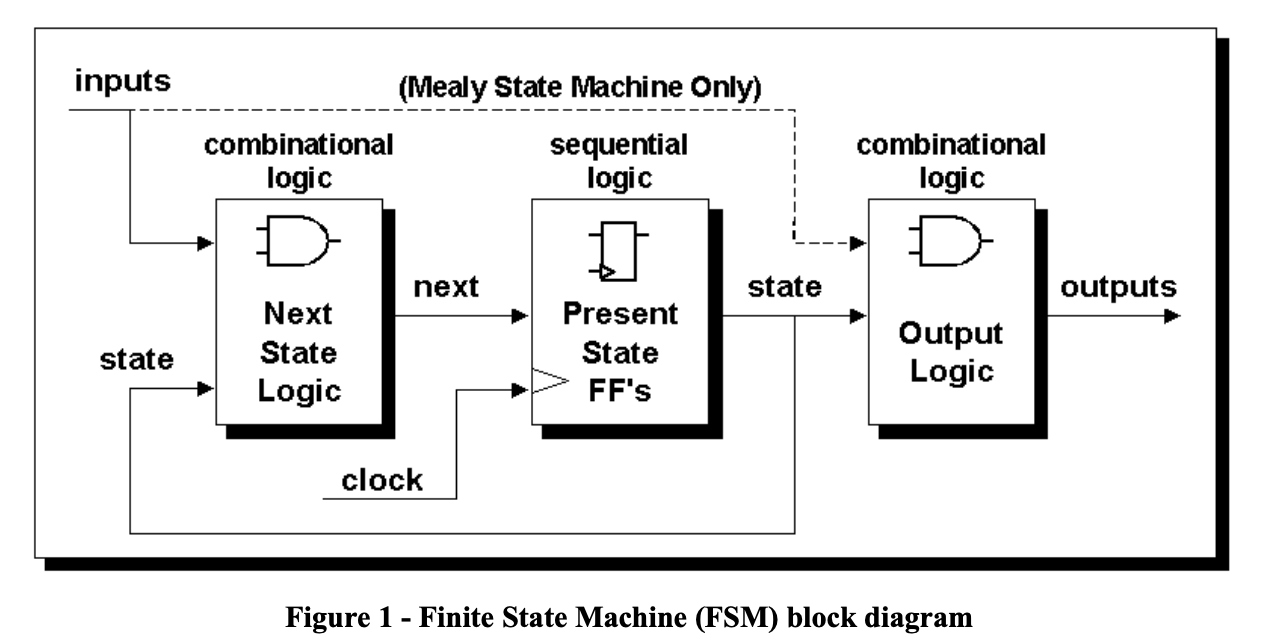 inputs
(Mealy State Machine Only)
combinational
logic
sequential
logic
combinational
logic
next
state
outputs
Next
State
Logic
Present
State
FF's
Output
Logic
state
clock
Figure 1 - Finite State Machine (FSM) block diagram